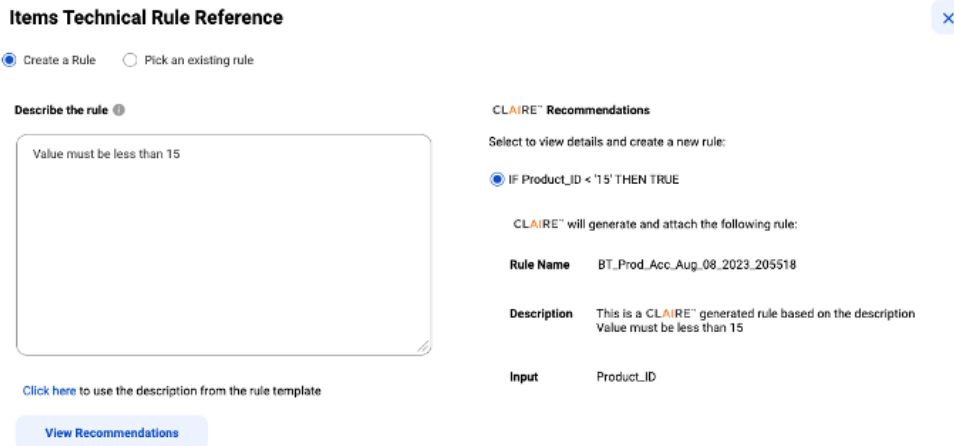 Items Technical Rule Reference
Create a Rule
Pick an existing rule
Describe the rule
Value must be less than 15
Click here to use the description from the rule template
View Recommendations
CLAIRE™ Recommendations
Select to view details and create a new rule:
IF Product_ID < '15' THEN TRUE
CLAIRE™ will generate and attach the following rule:
Rule Name BT_Prod_Acc_Aug_08_2023_205518
Description This is a CLAIRE™ generated rule based on the description
Value must be less than 15
Input Product_ID